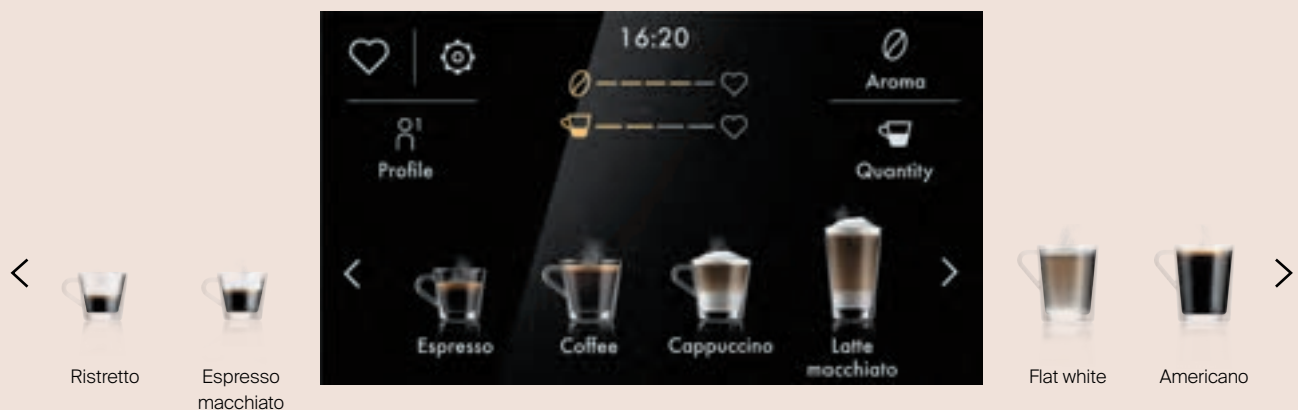 16:20
Aroma
Profile
Quantity
Espresso
Coffee
Cappuccino
Latte
macchiato
Ristretto
Espresso
macchiato
Flat white
Americano